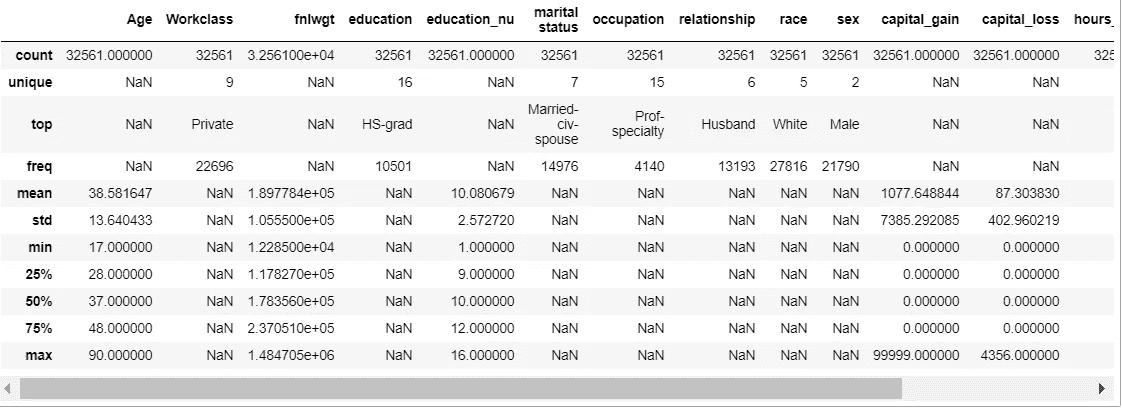 Age Workclass fnlwgt education education_nu marital status occupation relationship race sex capital_gain capital_loss hours_
count 32561.000000 32561 3.256100e+04 32561 32561.000000 32561 32561 32561 32561 32561 32561.000000 32561.000000 325
unique NaN 9 NaN 16 NaN 7 15 6 5 2 NaN NaN
top NaN Private NaN HS-grad NaN Married-civ-spouse Prof-specialty Husband White Male NaN NaN
freq NaN 22696 NaN 10501 NaN 14976 4140 13193 27816 21790 NaN NaN
mean 38.581647 NaN 1.897784e+05 NaN 10.080679 NaN NaN NaN NaN NaN 1077.648844 87.303830
std 13.640433 NaN 1.055500e+05 NaN 2.572720 NaN NaN NaN NaN NaN 7385.292085 402.960219
min 17.000000 NaN 1.228500e+04 NaN 1.000000 NaN NaN NaN NaN NaN 0.000000 0.000000
25% 28.000000 NaN 1.178270e+05 NaN 9.000000 NaN NaN NaN NaN NaN 0.000000 0.000000
50% 37.000000 NaN 1.783560e+05 NaN 10.000000 NaN NaN NaN NaN NaN 0.000000 0.000000
75% 48.000000 NaN 2.370510e+05 NaN 12.000000 NaN NaN NaN NaN NaN 0.000000 0.000000
max 90.000000 NaN 1.484705e+06 NaN 16.000000 NaN NaN NaN NaN NaN 99999.000000 4356.000000